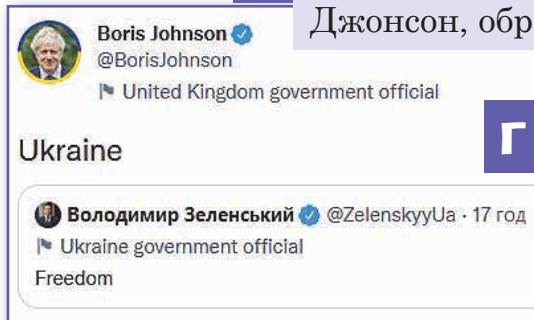 Джонсон, обр
Boris Johnson
@BorisJohnson
United Kingdom government official
Г
Ukraine
Володимир Зеленський @ZelenskyyUa · 17 год
Ukraine government official
Freedom